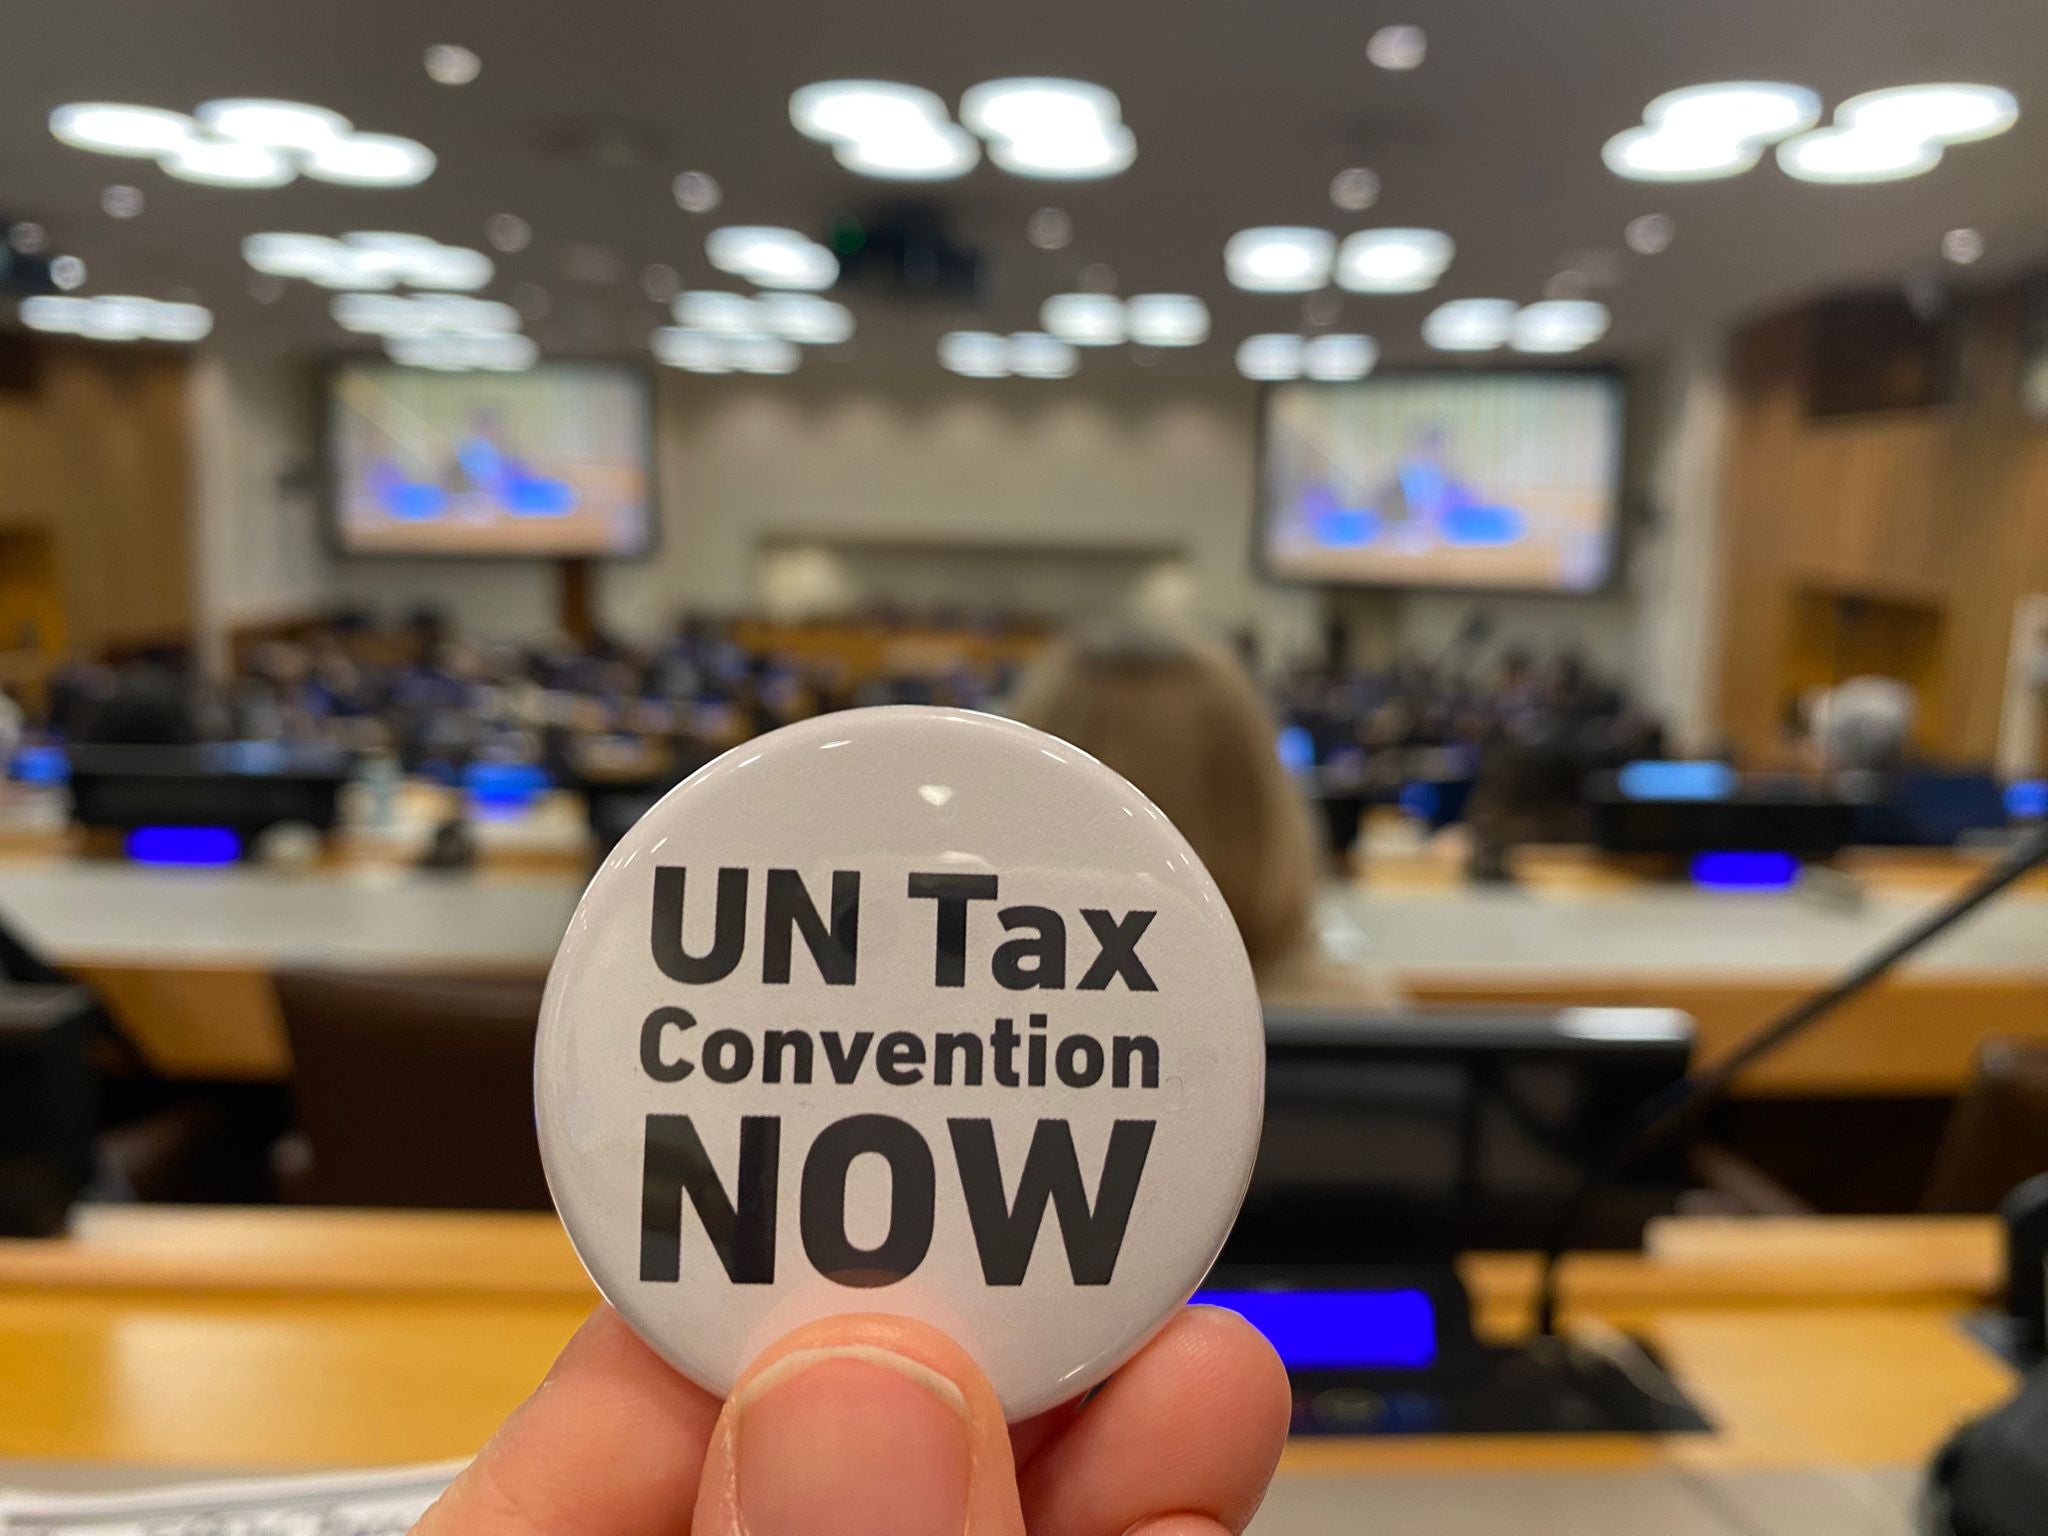 UN Tax
Convention
NOW